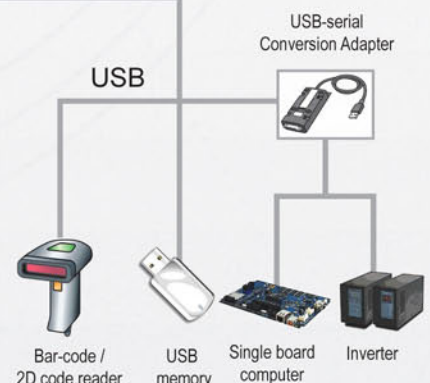 USB-serial
Conversion Adapter
USB
Bar-code /
2D code reader
USB
memory
Single board
computer
Inverter